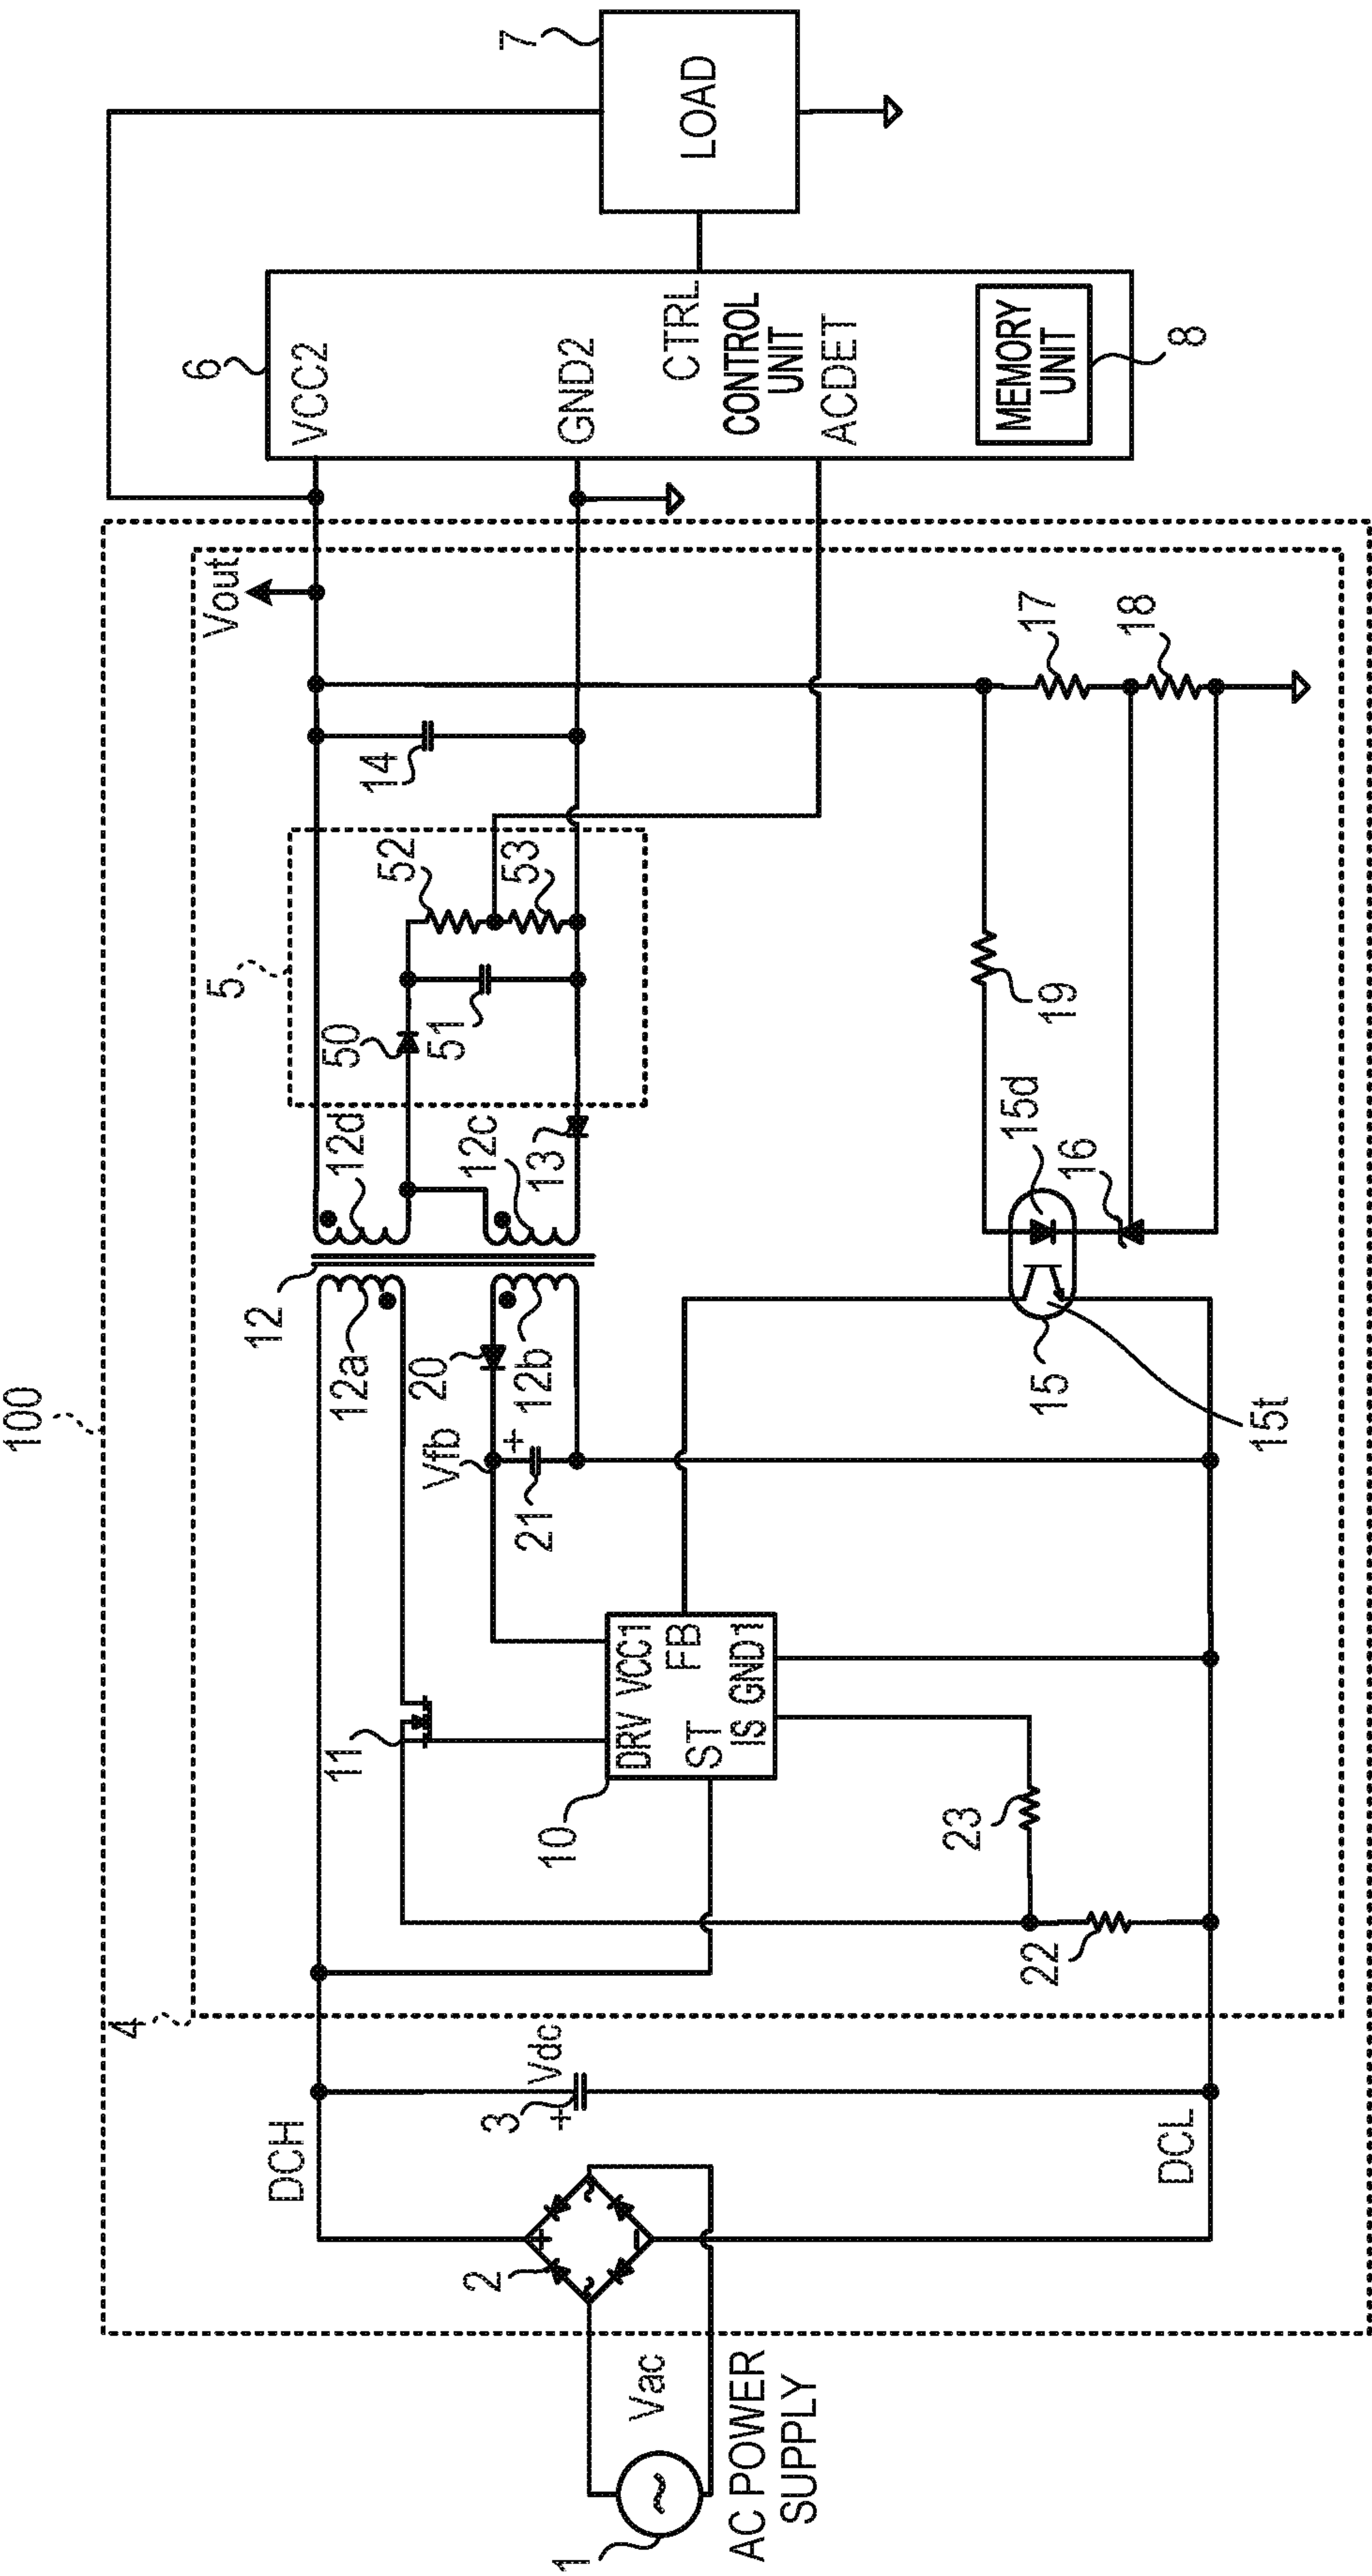 100
4
DCH
DCL
1
Vac
AC POWER
SUPPLY
2
3
+
Vdc
+
-
~
~
~
10
DRV VCC1
ST
FB
IS GND1
11
12
12a
12b
12c
12d
13
20
Vfb
+
21
22
23
5
50
51
52
53
14
Vout
15
15d
15t
16
17
18
19
6
VCC2
GND2
CTRL
CONTROL
UNIT
ACDET
MEMORY
UNIT
8
7
LOAD